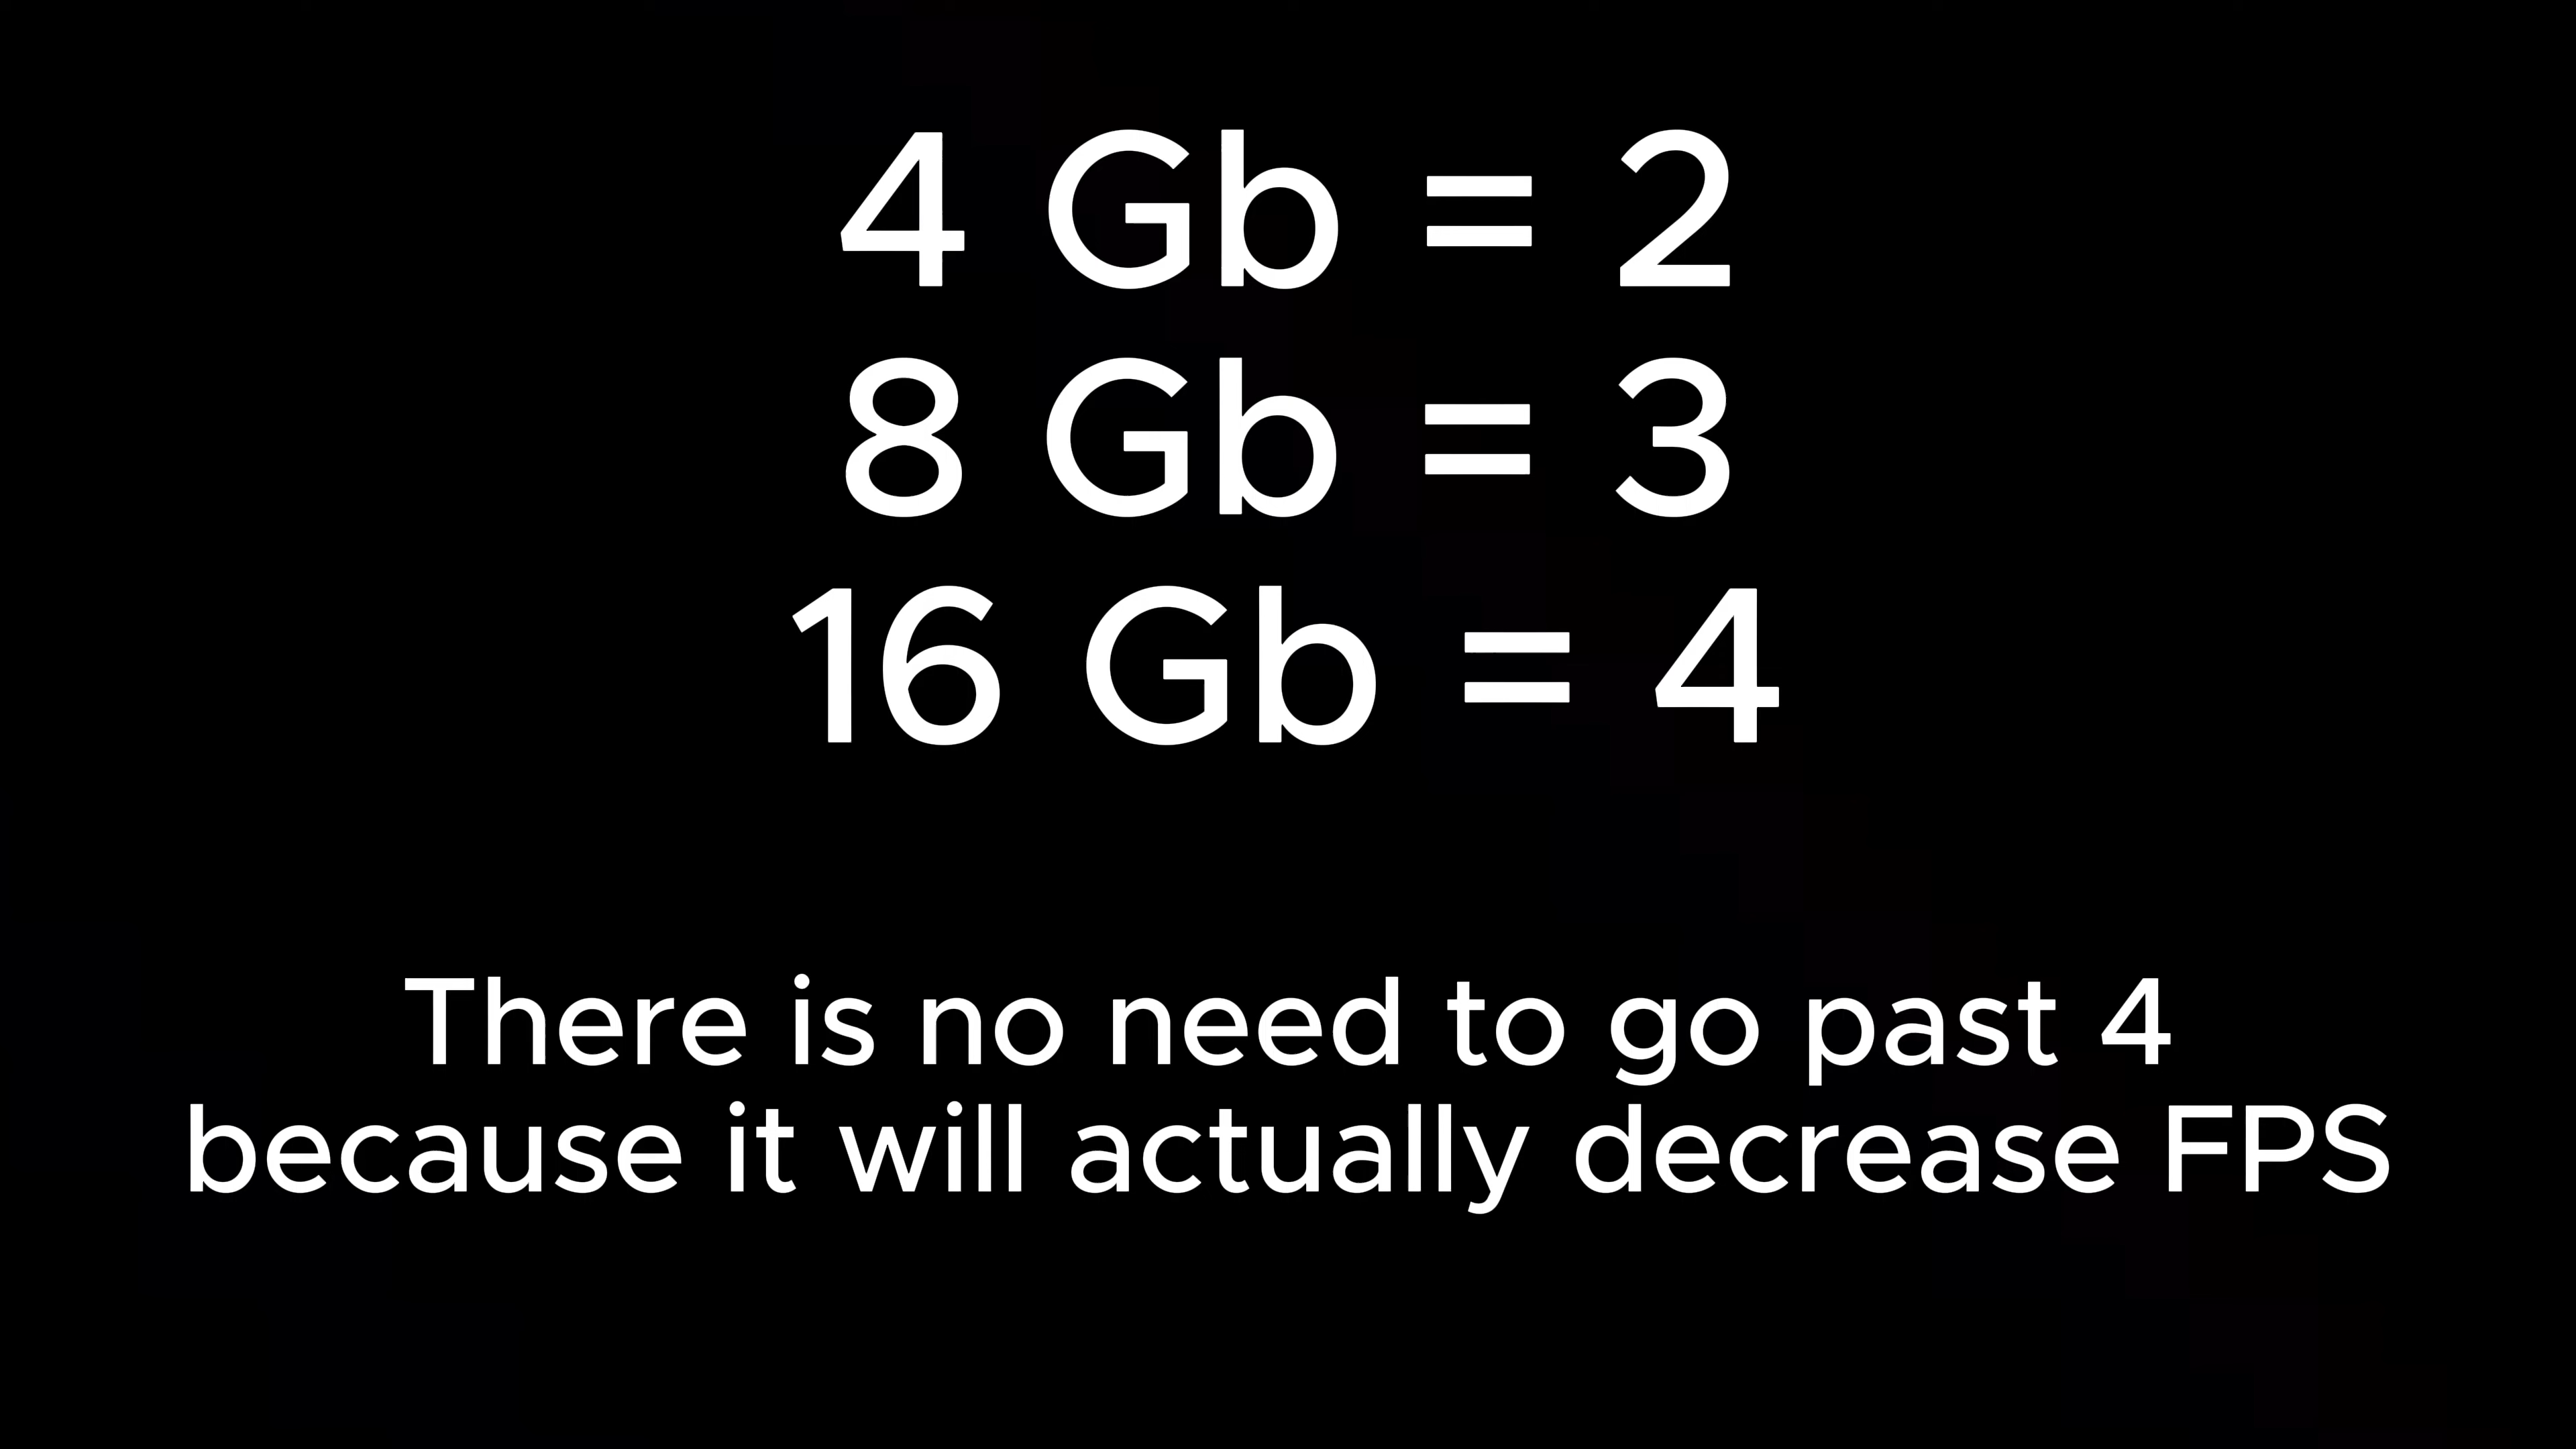 4 Gb = 2
8 Gb = 3
16 Gb = 4
There is no need to go past 4
because it will actually decrease FPS